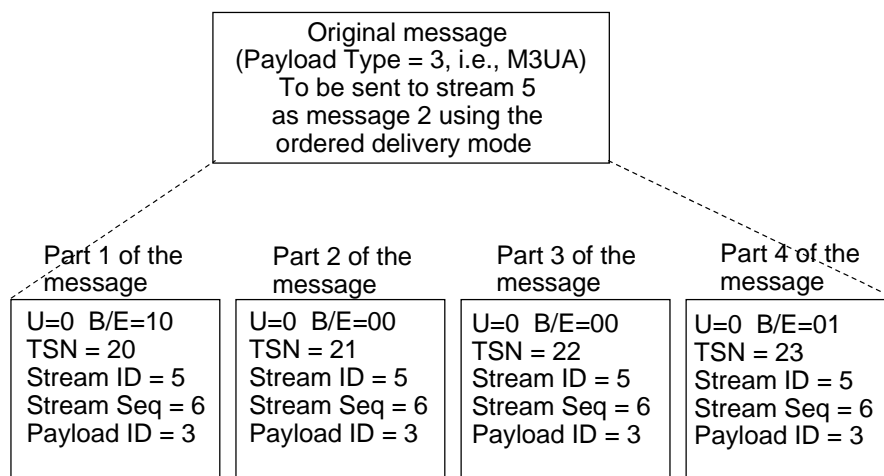 Original message
(Payload Type = 3, i.e., M3UA)
To be sent to stream 5
as message 2 using the
ordered delivery mode
Part 1 of the
message
Part 2 of the
message
Part 3 of the
message
Part 4 of the
message
U=0 B/E=10
TSN = 20
Stream ID = 5
Stream Seq = 6
Payload ID = 3
U=0 B/E=00
TSN = 21
Stream ID = 5
Stream Seq = 6
Payload ID = 3
U=0 B/E=00
TSN = 22
Stream ID = 5
Stream Seq = 6
Payload ID = 3
U=0 B/E=01
TSN = 23
Stream ID = 5
Stream Seq = 6
Payload ID = 3